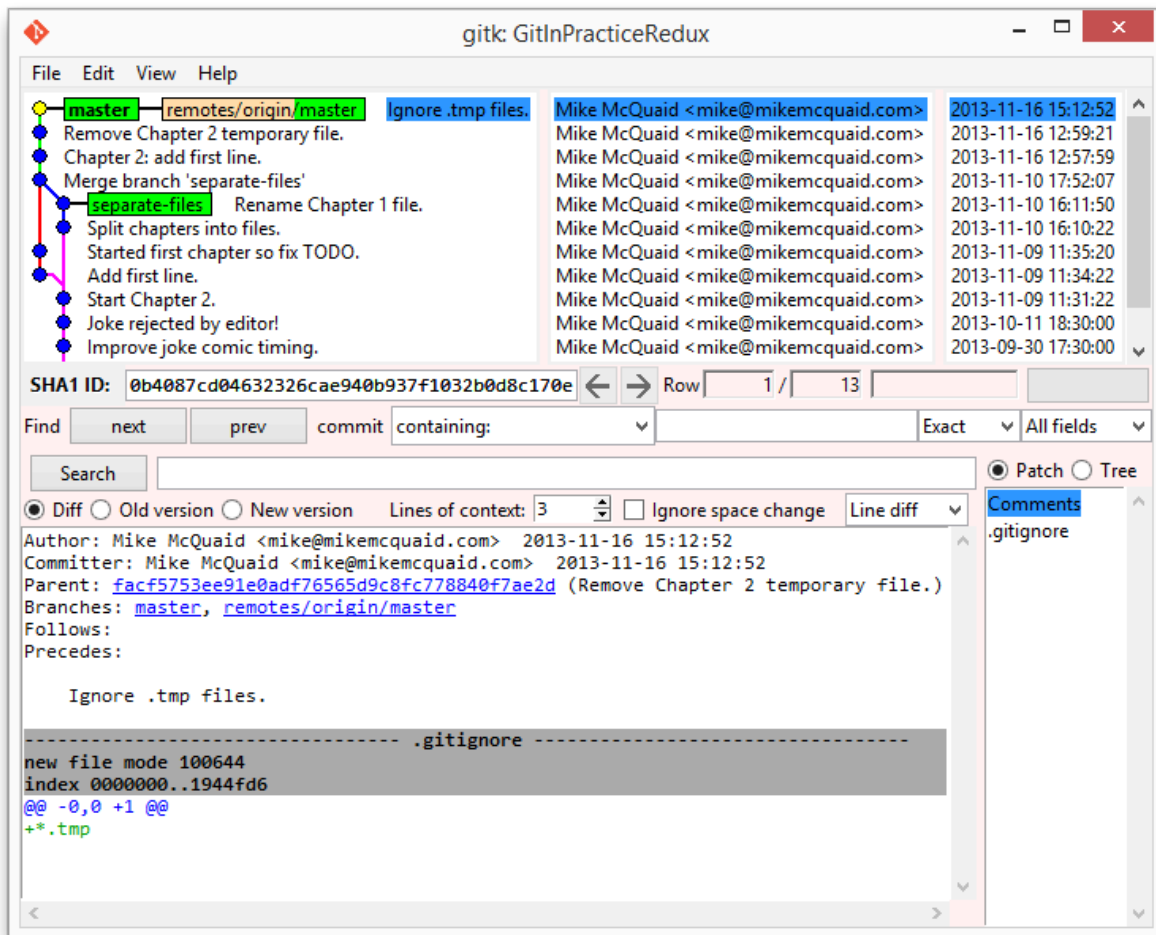 gitk: GitInPracticeRedux
File Edit View Help
master remotes/origin/master Ignore .tmp files. Mike McQuaid <mike@mikemcquaid.com> 2013-11-16 15:12:52
Remove Chapter 2 temporary file. Mike McQuaid <mike@mikemcquaid.com> 2013-11-16 12:59:21
Chapter 2: add first line. Mike McQuaid <mike@mikemcquaid.com> 2013-11-16 12:57:59
Merge branch 'separate-files' Mike McQuaid <mike@mikemcquaid.com> 2013-11-10 17:52:07
separate-files Rename Chapter 1 file. Mike McQuaid <mike@mikemcquaid.com> 2013-11-10 16:11:50
Split chapters into files. Mike McQuaid <mike@mikemcquaid.com> 2013-11-10 16:10:22
Started first chapter so fix TODO. Mike McQuaid <mike@mikemcquaid.com> 2013-11-09 11:35:20
Add first line. Mike McQuaid <mike@mikemcquaid.com> 2013-11-09 11:34:22
Start Chapter 2. Mike McQuaid <mike@mikemcquaid.com> 2013-11-09 11:31:22
Joke rejected by editor! Mike McQuaid <mike@mikemcquaid.com> 2013-10-11 18:30:00
Improve joke comic timing. Mike McQuaid <mike@mikemcquaid.com> 2013-09-30 17:30:00
SHA1 ID: 0b4087cd04632326cae940b937f1032b0d8c170e Row 1 / 13
Find next prev commit containing: Exact All fields
Search Patch Tree
Diff Old version New version Lines of context: 3 Ignore space change Line diff Comments
.gitignore
Author: Mike McQuaid <mike@mikemcquaid.com> 2013-11-16 15:12:52
Committer: Mike McQuaid <mike@mikemcquaid.com> 2013-11-16 15:12:52
Parent: facf5753ee91e0adf76565d9c8fc778840f7ae2d (Remove Chapter 2 temporary file.)
Branches: master, remotes/origin/master
Follows:
Precedes:
Ignore .tmp files.
---------------------------------- .gitignore ----------------------------------
new file mode 100644
index 0000000..1944fd6
@@ -0,0 +1 @@
+*.tmp